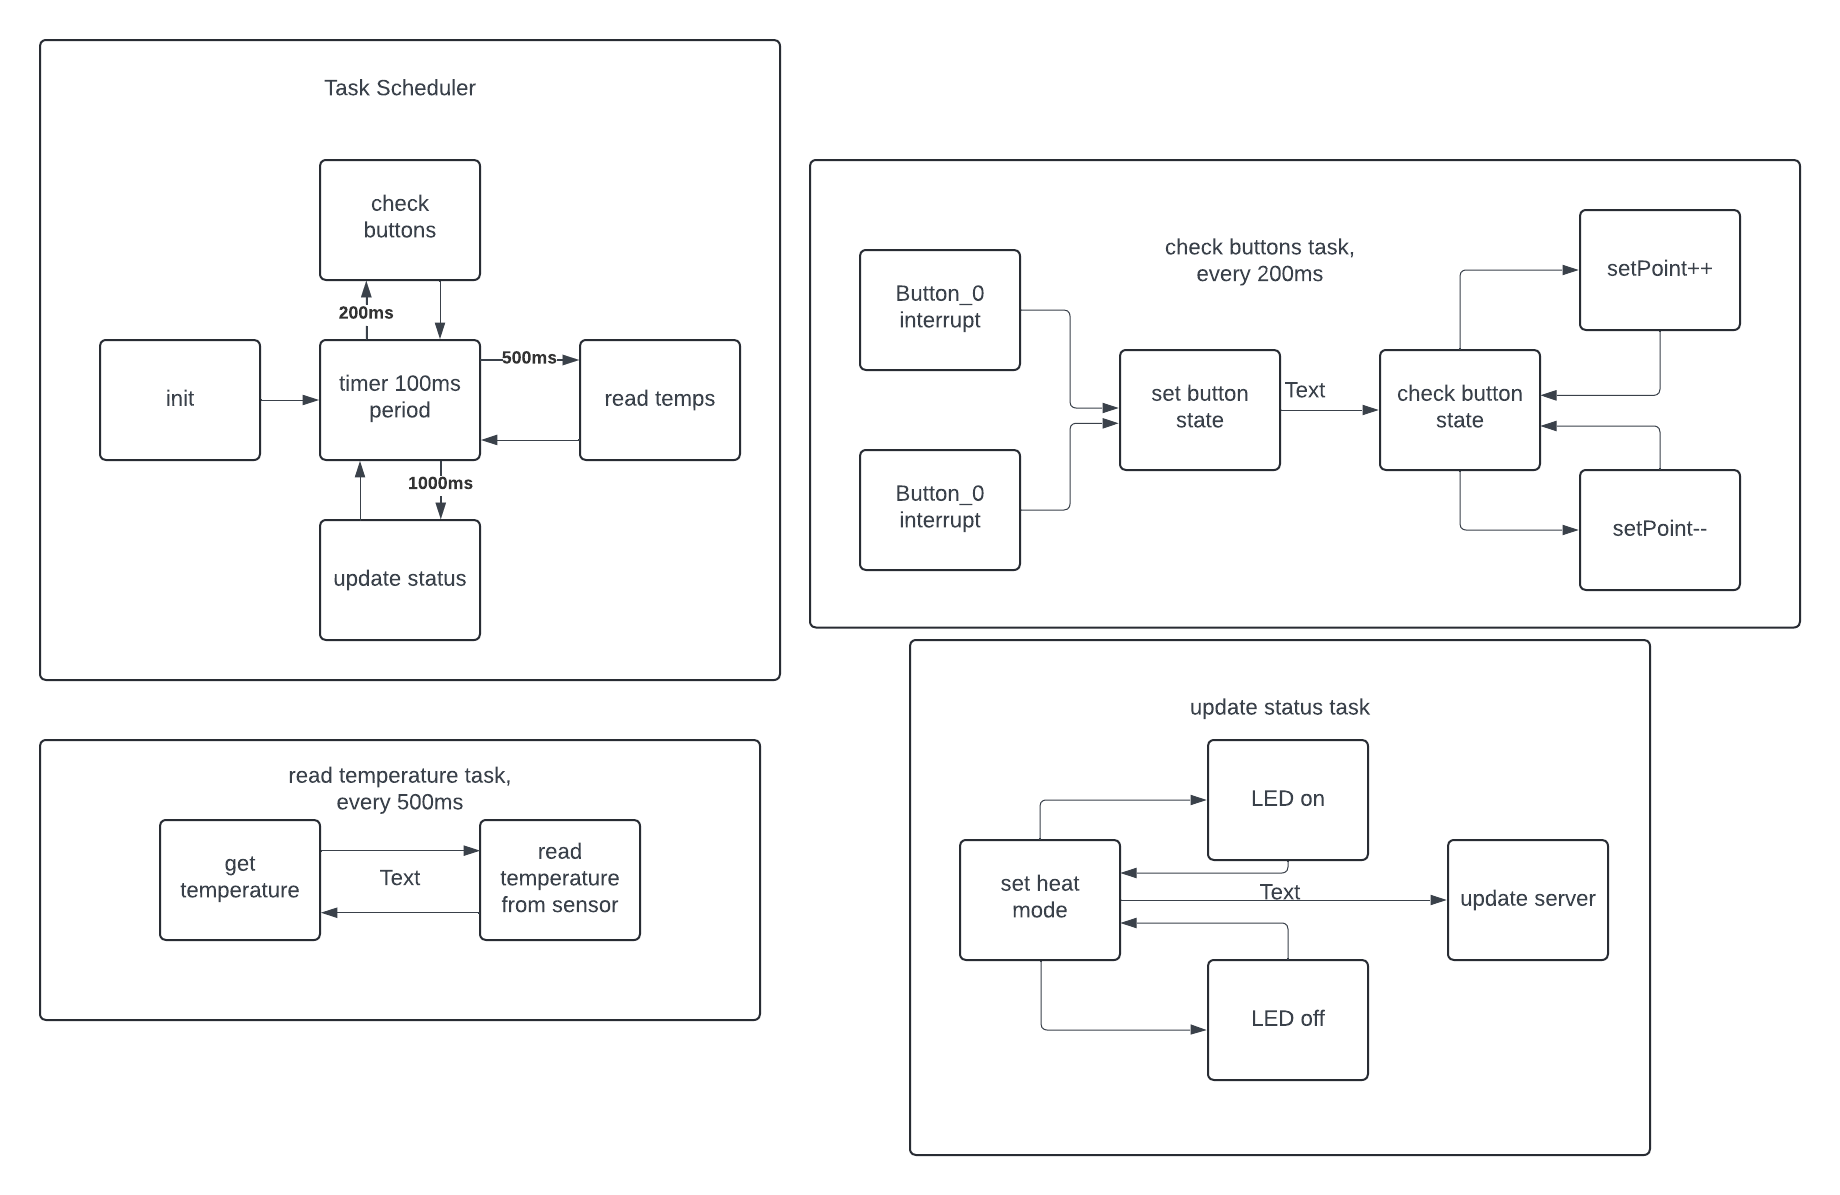 Task Scheduler
check
buttons
200ms
init
timer 100ms
period
500ms
read temps
1000ms
update status
check buttons task,
every 200ms
Button_0
interrupt
Button_0
interrupt
set button
state
Text
check button
state
setPoint++
setPoint--
read temperature task,
every 500ms
get
temperature
Text
read
temperature
from sensor
update status task
LED on
set heat
mode
Text
update server
LED off